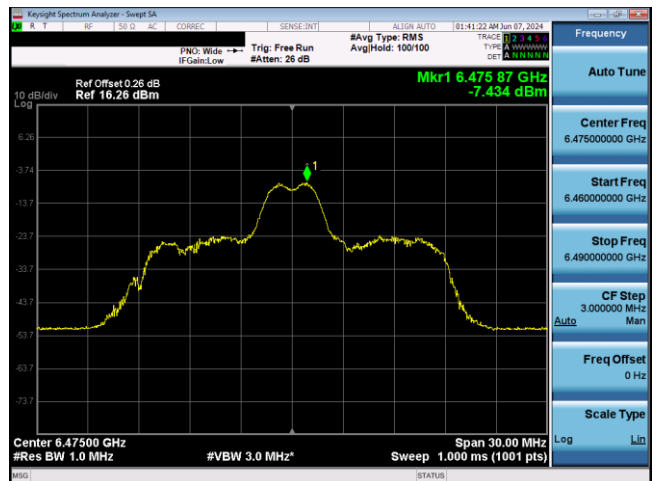 Keysight Spectrum Analyzer - Swept SA
R T RF 50 Ω AC CORREC SENSE:INT ALIGN AUTO 01:41:22 AM Jun 07, 2024
PNO: Wide Trig: Free Run #Avg Type: RMS TRACE 1 2 3 4 5 6
IFGain:Low #Atten: 26 dB Avg|Hold: 100/100 TYPE A WWWWW
DET A N N N N N
Frequency
Auto Tune
Center Freq
6.475000000 GHz
Start Freq
6.460000000 GHz
Stop Freq
6.490000000 GHz
CF Step
3.000000 MHz
Auto Man
Freq Offset
0 Hz
Scale Type
Log Lin
Mkr1 6.475 87 GHz
-7.434 dBm
Ref Offset 0.26 dB
10 dB/div Ref 16.26 dBm
Log
1
6.26
-3.74
-13.7
-23.7
-33.7
-43.7
-53.7
-63.7
-73.7
Center 6.47500 GHz Span 30.00 MHz
#Res BW 1.0 MHz #VBW 3.0 MHz* Sweep 1.000 ms (1001 pts)
MSG STATUS